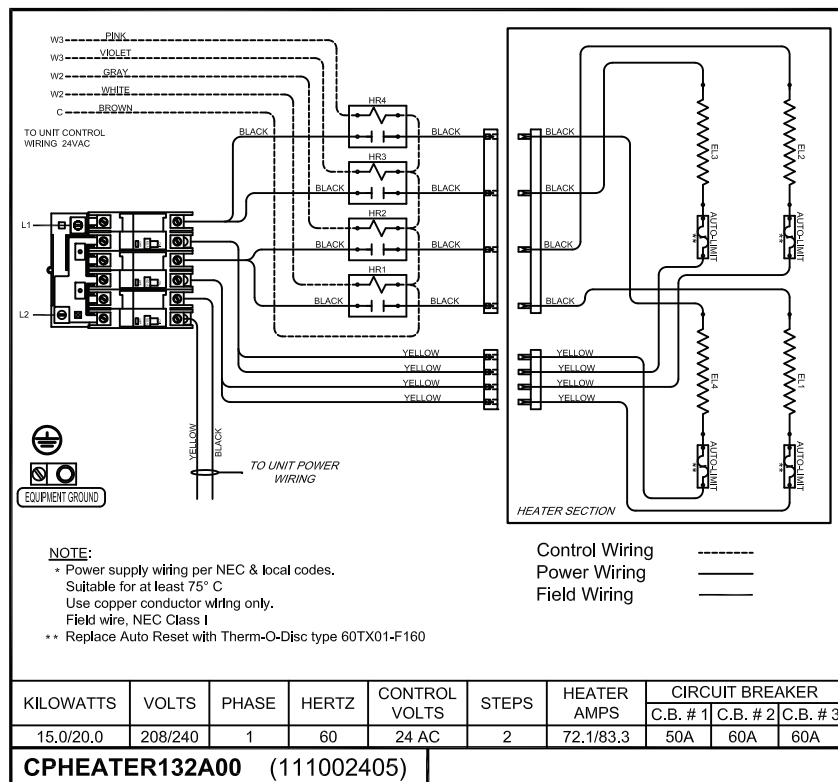 W3 PINK
W3 VIOLET
W2 GRAY
W2 WHITE
C BROWN
TO UNIT CONTROL
WIRING 24VAC
HR4
BLACK BLACK BLACK
HR3
BLACK BLACK
HR2
BLACK BLACK
HR1
BLACK BLACK BLACK
L1
L2
EL3
EL2
AUTO-LIMIT
**
AUTO-LIMIT
**
YELLOW YELLOW
YELLOW YELLOW
YELLOW YELLOW
YELLOW YELLOW
EL4
EL1
AUTO-LIMIT
**
AUTO-LIMIT
**
YELLOW
BLACK
TO UNIT POWER
WIRING
EQUIPMENT GROUND
HEATER SECTION
NOTE:
* Power supply wiring per NEC & local codes.
Suitable for at least 75° C
Use copper conductor wiring only.
Field wire, NEC Class I
** Replace Auto Reset with Therm-O-Disc type 60TX01-F160
Control Wiring
Power Wiring
Field Wiring
KILOWATTS VOLTS PHASE HERTZ CONTROL VOLTS STEPS HEATER AMPS CIRCUIT BREAKER
C.B. # 1 C.B. # 2 C.B. # 3
15.0/20.0 208/240 1 60 24 AC 2 72.1/83.3 50A 60A 60A
CPHEATER132A00 (111002405)